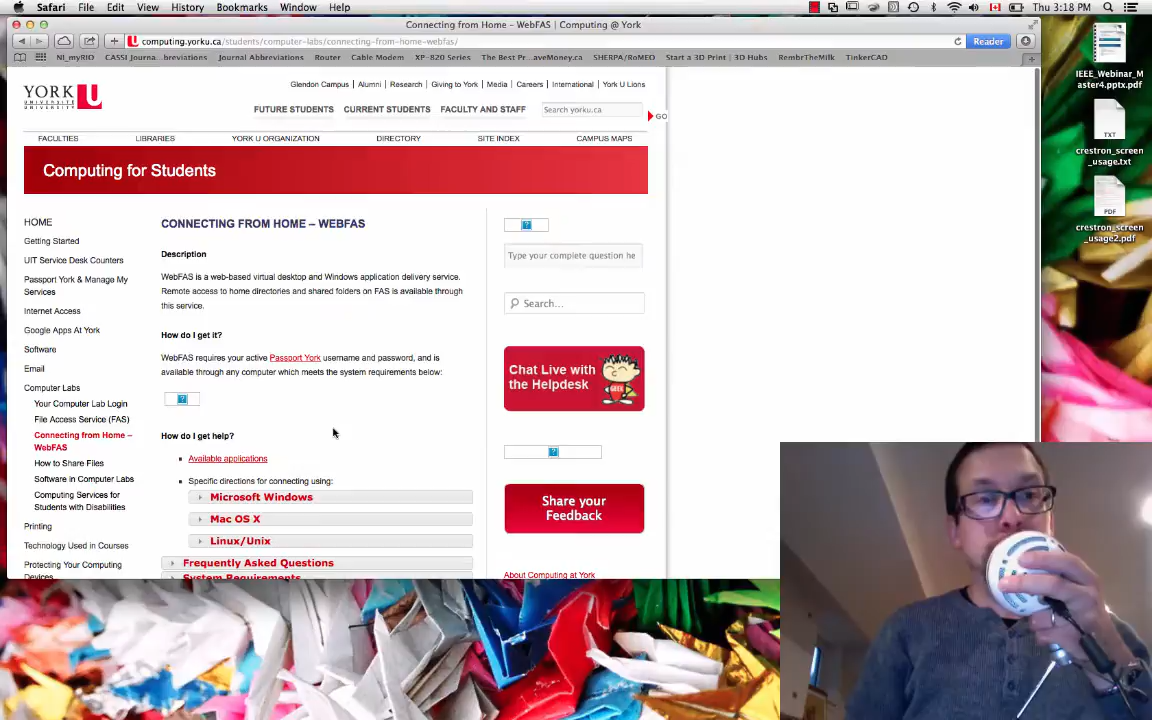 Safari File Edit View History Bookmarks Window Help Thu 3:18 PM
Connecting from Home – WebFAS | Computing @ York
computing.yorku.ca/students/computer-labs/connecting-from-home-webfas/ Reader
NI_myRIO CASSI Journa...breviations Journal Abbreviations Router Cable Modem XP-820 Series The Best Pr...aveMoney.ca SHERPA/RoMEO Start a 3D Print | 3D Hubs RembrTheMilk TinkerCAD
IEEE_Webinar_M
aster4.pptx.pdf
TXT
crestron_screen
_usage.txt
PDF
crestron_screen
_usage2.pdf
YORK U
UNIVERSITÉ
UNIVERSITY
Glendon Campus | Alumni | Research | Giving to York | Media | Careers | International | York U Lions
FUTURE STUDENTS CURRENT STUDENTS FACULTY AND STAFF Search yorku.ca GO
FACULTIES LIBRARIES YORK U ORGANIZATION DIRECTORY SITE INDEX CAMPUS MAPS
Computing for Students
HOME
Getting Started
UIT Service Desk Counters
Passport York & Manage My
Services
Internet Access
Google Apps At York
Software
Email
Computer Labs
Your Computer Lab Login
File Access Service (FAS)
Connecting from Home –
WebFAS
How to Share Files
Software in Computer Labs
Computing Services for
Students with Disabilities
Printing
Technology Used in Courses
Protecting Your Computing
Devices
CONNECTING FROM HOME – WEBFAS
Description
WebFAS is a web-based virtual desktop and Windows application delivery service.
Remote access to home directories and shared folders on FAS is available through
this service.
How do I get it?
WebFAS requires your active Passport York username and password, and is
available through any computer which meets the system requirements below:
How do I get help?
Available applications
Specific directions for connecting using:
Microsoft Windows
Mac OS X
Linux/Unix
Frequently Asked Questions
System Requirements
Type your complete question he
Search...
Chat Live with
the Helpdesk
GEEK
Share your
Feedback
About Computing at York